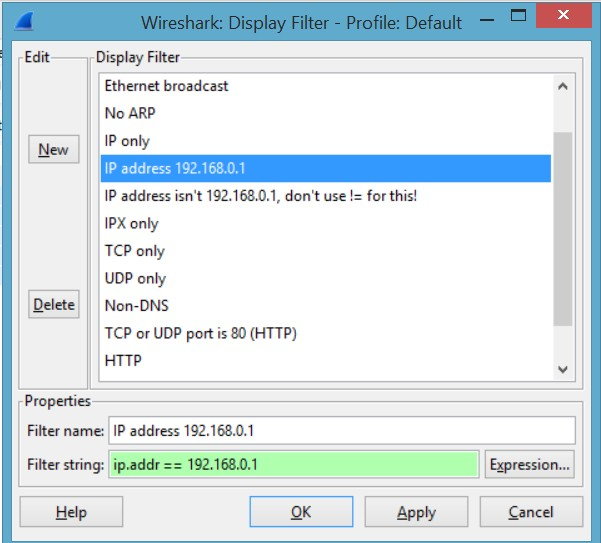 Wireshark: Display Filter - Profile: Default
Edit
Display Filter
Ethernet broadcast
No ARP
IP only
New
IP address 192.168.0.1
IP address isn't 192.168.0.1, don't use != for this!
IPX only
TCP only
UDP only
Delete
Non-DNS
TCP or UDP port is 80 (HTTP)
HTTP
Properties
Filter name: IP address 192.168.0.1
Filter string: ip.addr == 192.168.0.1 Expression...
Help OK Apply Cancel